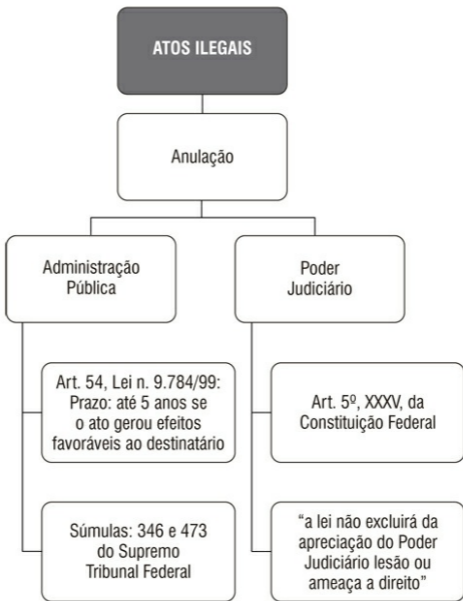 ATOS ILEGAIS
Anulação
Administração
Pública
Poder
Judiciário
Art. 54, Lei n. 9.784/99:
Prazo: até 5 anos se
o ato gerou efeitos
favoráveis ao destinatário
Art. 5º, XXXV, da
Constituição Federal
Súmulas: 346 e 473
do Supremo
Tribunal Federal
“a lei não excluirá da
apreciação do Poder
Judiciário lesão ou
ameaça a direito”